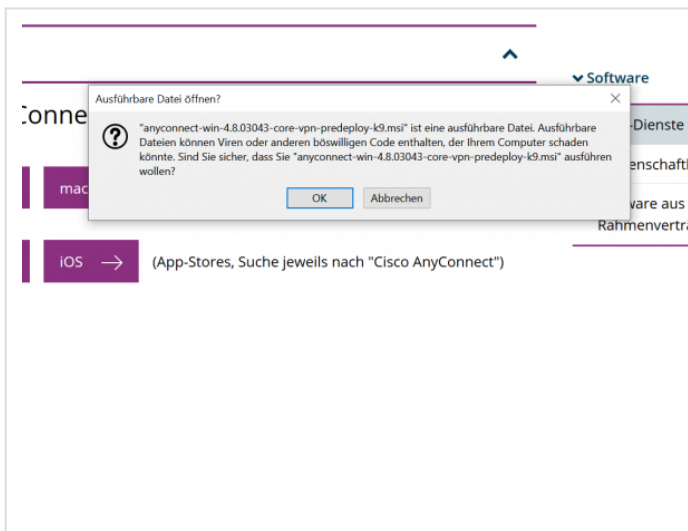 Software
Conne
Ausführbare Datei öffnen?
"anyconnect-win-4.8.03043-core-vpn-predeploy-k9.msi" ist eine ausführbare Datei. Ausführbare
Dateien können Viren oder anderen böswilligen Code enthalten, der Ihrem Computer schaden
könnte. Sind Sie sicher, dass Sie "anyconnect-win-4.8.03043-core-vpn-predeploy-k9.msi" ausführen
wollen?
OK
Abbrechen
-Dienste
enschaftl
ware aus
Rahmenvertra
mac
iOS → (App-Stores, Suche jeweils nach "Cisco AnyConnect")